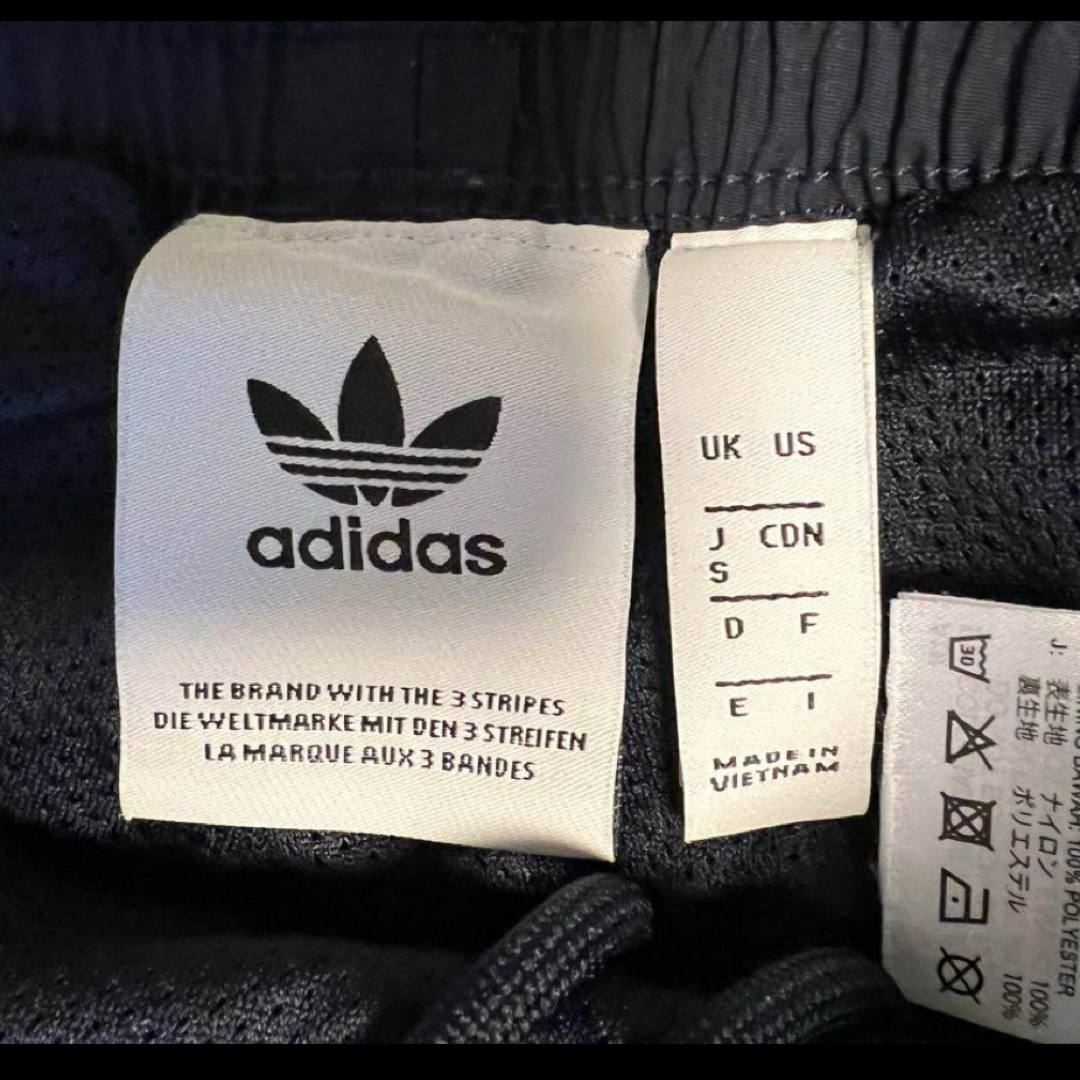 adidas
THE BRAND WITH THE 3 STRIPES
DIE WELTMARKE MIT DEN 3 STREIFEN
LA MARQUE AUX 3 BANDES
UK US
J CDN
S
D F
E I
MADE IN
VIETNAM
30
J:
表生地 ナイロン 100%
裏生地 ポリエステル 100%
100% POLYESTER